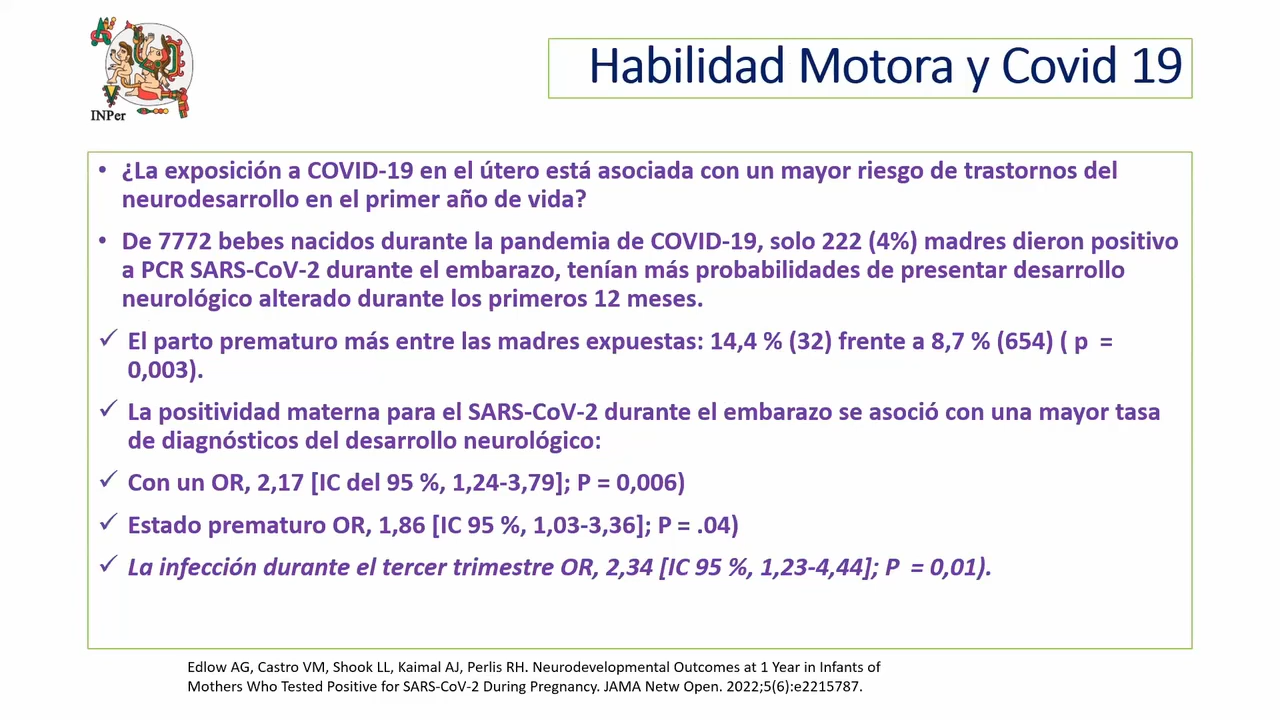 INPer
Habilidad Motora y Covid 19
• ¿La exposición a COVID-19 en el útero está asociada con un mayor riesgo de trastornos del
neurodesarrollo en el primer año de vida?
• De 7772 bebes nacidos durante la pandemia de COVID-19, solo 222 (4%) madres dieron positivo
a PCR SARS-CoV-2 durante el embarazo, tenían más probabilidades de presentar desarrollo
neurológico alterado durante los primeros 12 meses.
✓ El parto prematuro más entre las madres expuestas: 14,4 % (32) frente a 8,7 % (654) ( p =
0,003).
✓ La positividad materna para el SARS-CoV-2 durante el embarazo se asoció con una mayor tasa
de diagnósticos del desarrollo neurológico:
✓ Con un OR, 2,17 [IC del 95 %, 1,24-3,79]; P = 0,006)
✓ Estado prematuro OR, 1,86 [IC 95 %, 1,03-3,36]; P = .04)
✓ La infección durante el tercer trimestre OR, 2,34 [IC 95 %, 1,23-4,44]; P = 0,01).
Edlow AG, Castro VM, Shook LL, Kaimal AJ, Perlis RH. Neurodevelopmental Outcomes at 1 Year in Infants of
Mothers Who Tested Positive for SARS-CoV-2 During Pregnancy. JAMA Netw Open. 2022;5(6):e2215787.